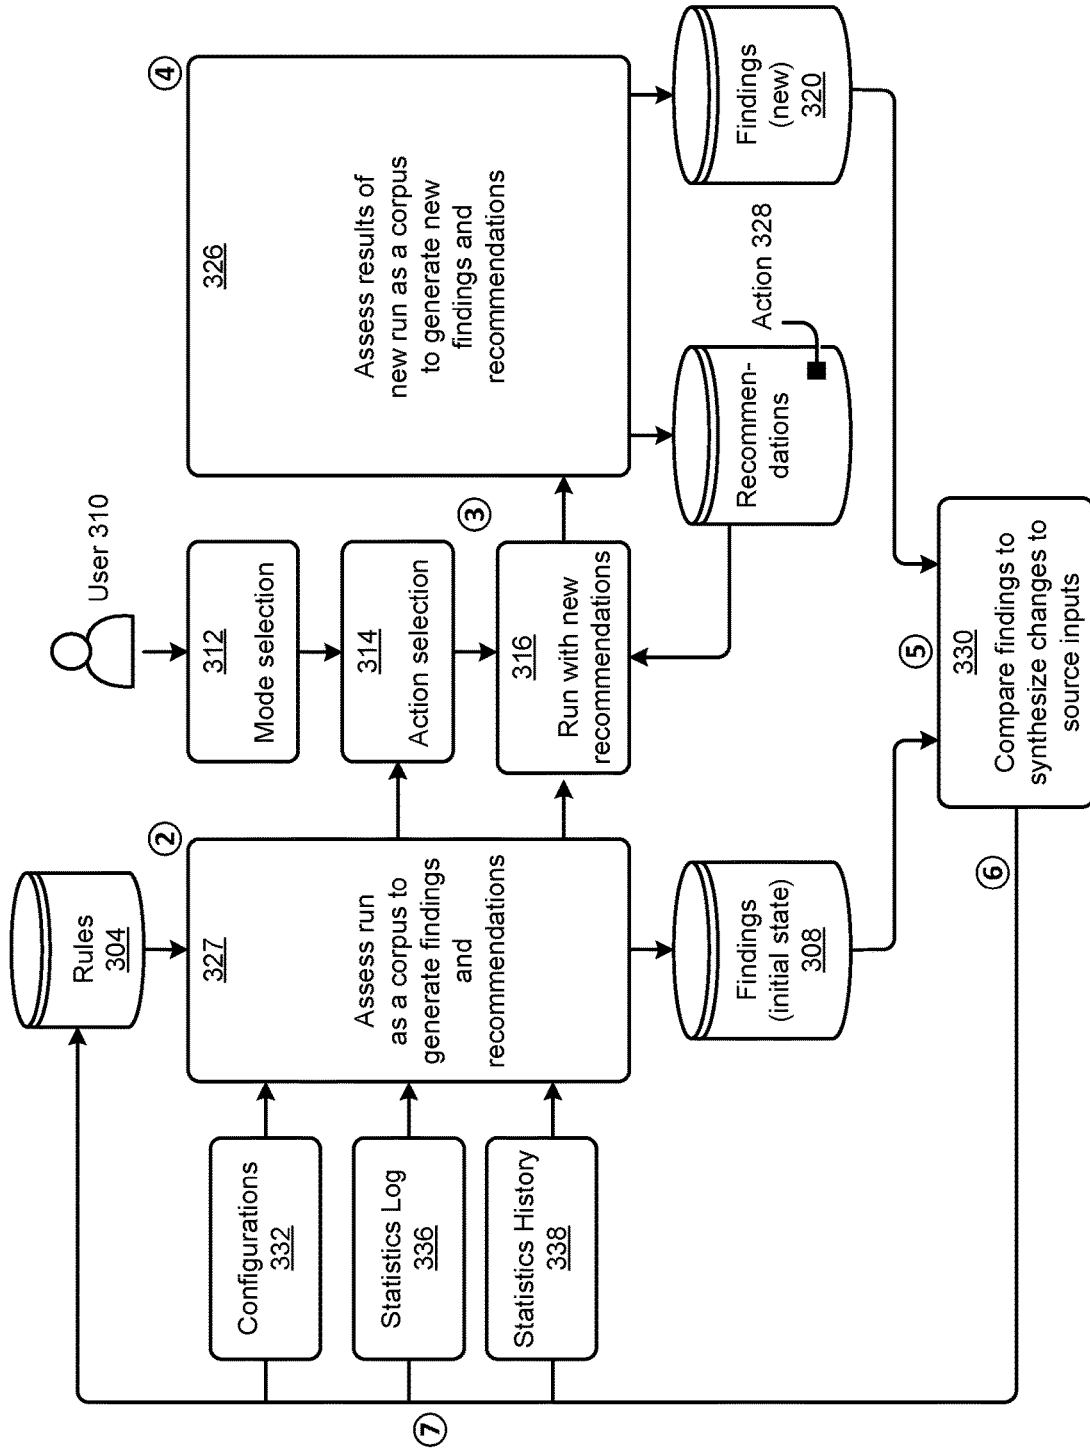 Rules
304
Configurations
332
Statistics Log
336
Statistics History
338
⑦
②
327
Assess run
as a corpus to
generate findings
and
recommendations
Findings
(initial state)
308
User 310
312
Mode selection
314
Action selection
③
316
Run with new
recommendations
④
326
Assess results of
new run as a corpus
to generate new
findings and
recommendations
Recommen-
dations
Action 328
Findings
(new)
320
⑤
330
Compare findings to
synthesize changes to
source inputs
⑥